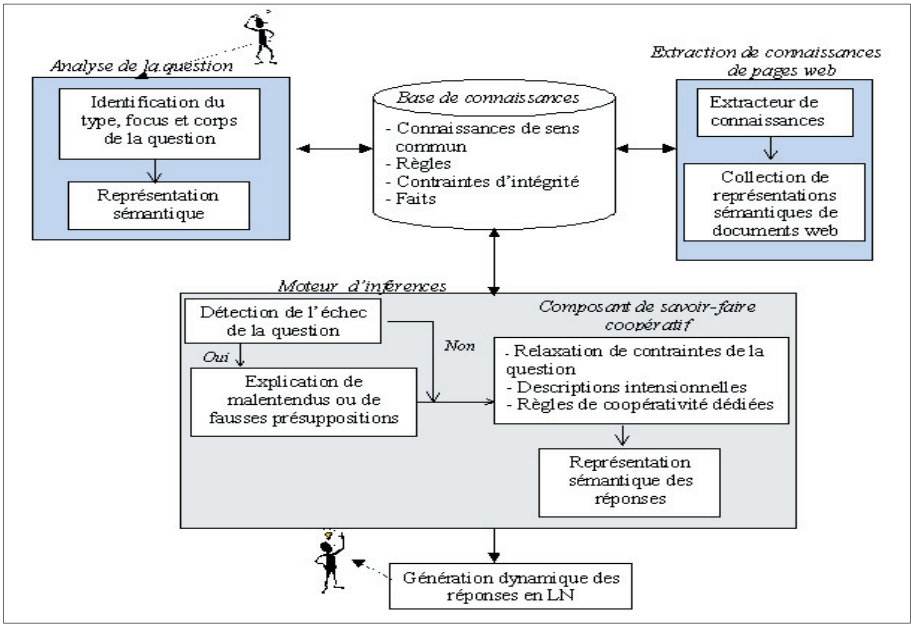 Analyse de la question
Identification du
type, focus et corps
de la question
Représentation
sémantique
Base de connaissances
- Connaissances de sens
commun
- Règles
- Contraintes d'intégrité
- Faits
Extraction de connaissances
de pages web
Extracteur de
connaissances
Collection de
représentations
sémantiques de
documents web
Moteur d'inférences
Détection de l'échec
de la question
Oui
Non
Explication de
malentendus ou de
fausses présuppositions
Composant de savoir-faire
coopératif
- Relaxation de contraintes de la
question
- Descriptions intensionnelles
- Règles de coopérativité dédiées
Représentation
sémantique des
réponses
Génération dynamique des
réponses en LN